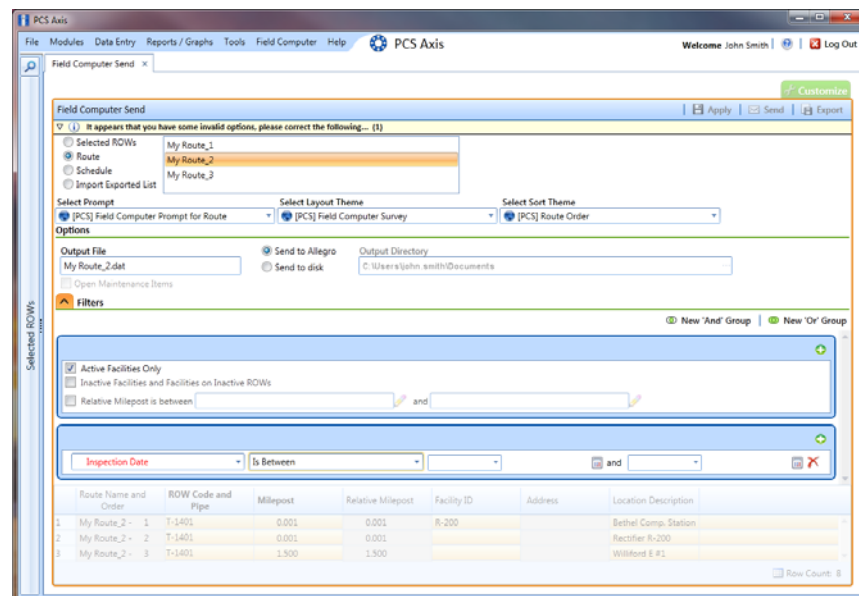 PCS Axis
File Modules Data Entry Reports / Graphs Tools Field Computer Help PCS Axis Welcome John Smith Log Out
Field Computer Send
Customize
Field Computer Send Apply Send Export
It appears that you have some invalid options, please correct the following... (1)
Selected ROWs
Route
Schedule
Import Exported List
My Route_1
My Route_2
My Route_3
Select Prompt Select Layout Theme Select Sort Theme
[PCS] Field Computer Prompt for Route [PCS] Field Computer Survey [PCS] Route Order
Options
Output File Send to Allegro Output Directory
My Route_2.dat Send to disk C:\Users\john.smith\Documents
Open Maintenance Items
Filters
Selected ROWs
New 'And' Group New 'Or' Group
Active Facilities Only
Inactive Facilities and Facilities on Inactive ROWs
Relative Milepost is between and
Inspection Date Is Between and
Route Name and Order ROW Code and Pipe Milepost Relative Milepost Facility ID Address Location Description
1 My Route_2 - 1 T-1401 0.001 0.001 R-200 Bethel Comp. Station
2 My Route_2 - 2 T-1401 0.001 0.001 Rectifier R-200
3 My Route_2 - 3 T-1401 1.500 1.500 Williford E #1
Row Count: 8